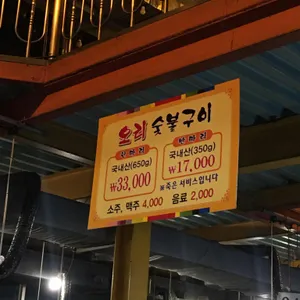 오리 숯불구이
한마리 반마리
국내산(650g) 국내산(350g)
₩33,000 ₩17,000
※죽은 서비스입니다
소주, 맥주 4,000 음료 2,000